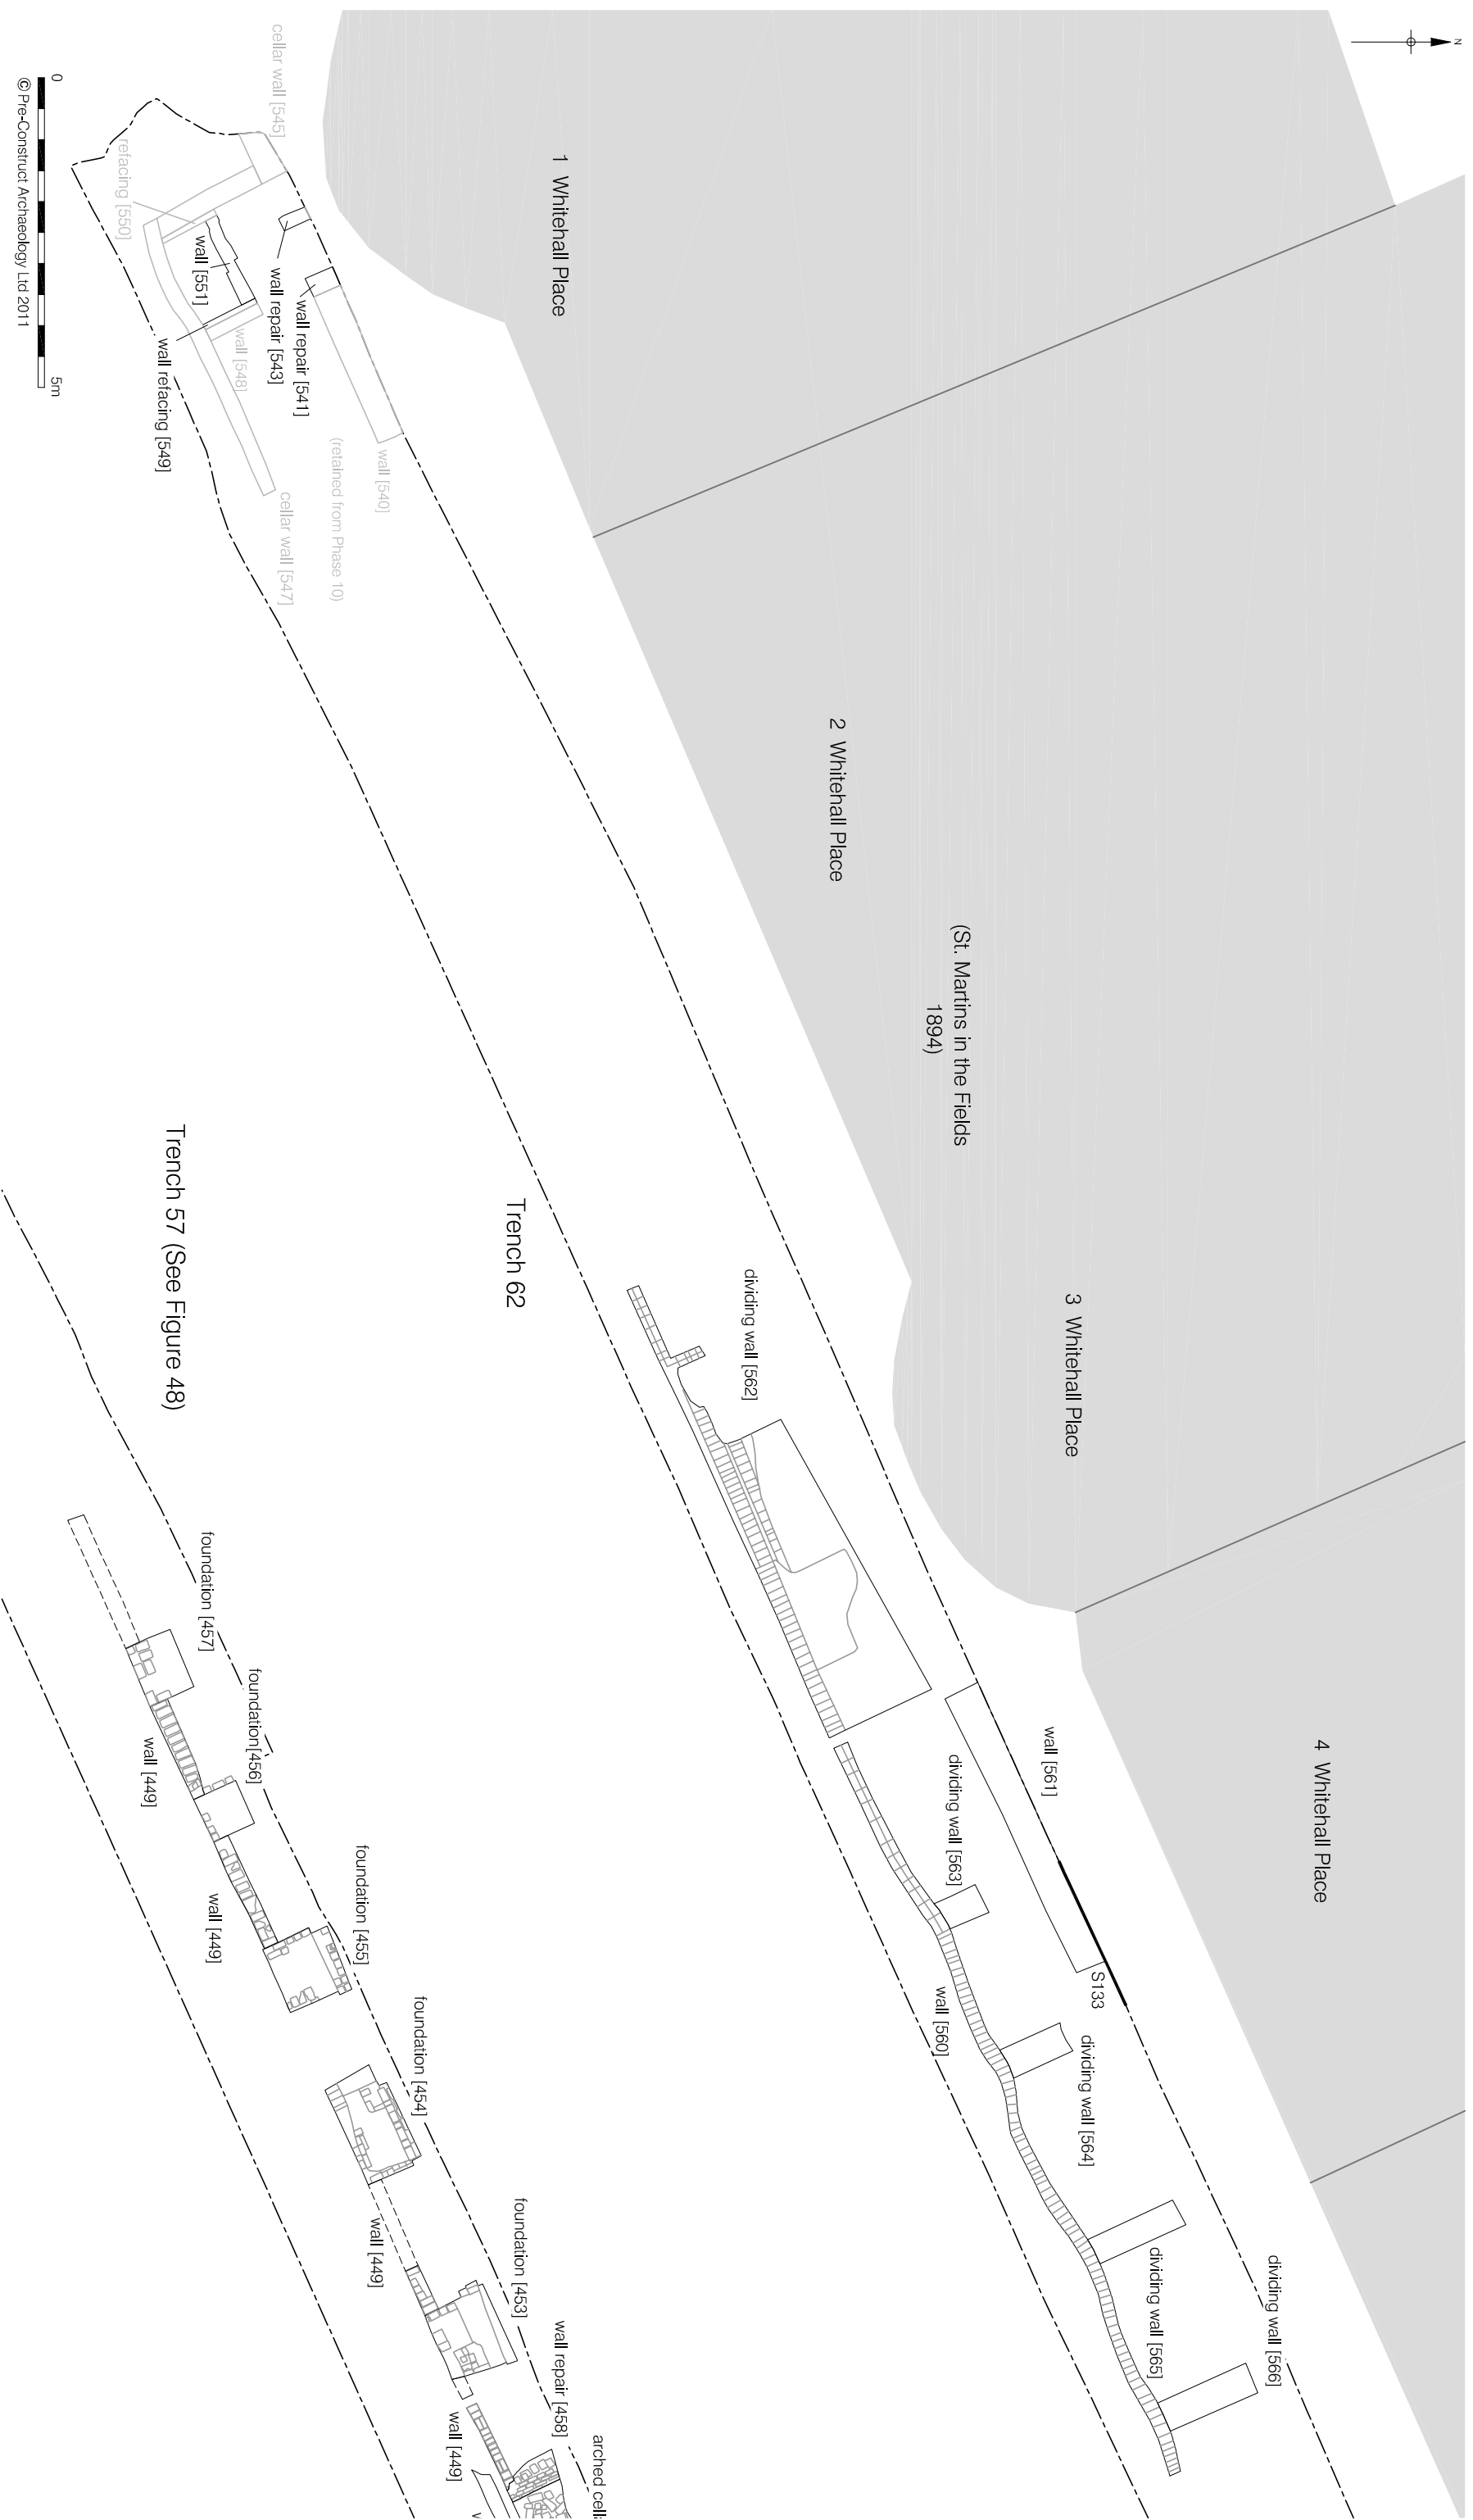 N
1 Whitehall Place
2 Whitehall Place
(St. Martins in the Fields
1894)
3 Whitehall Place
4 Whitehall Place
cellar wall [545]
refacing [550]
wall [551]
wall repair [543]
wall repair [541]
wall [548]
wall refacing [549]
wall [540]
(retained from Phase 10)
cellar wall [547]
Trench 62
dividing wall [562]
wall [561]
dividing wall [563]
S133
wall [560]
dividing wall [564]
dividing wall [565]
dividing wall [566]
Trench 57 (See Figure 48)
foundation [457]
foundation[456]
wall [449]
foundation [455]
wall [449]
foundation [454]
wall [449]
foundation [453]
wall repair [458]
wall [449]
arched cell
0
5m
© Pre-Construct Archaeology Ltd 2011